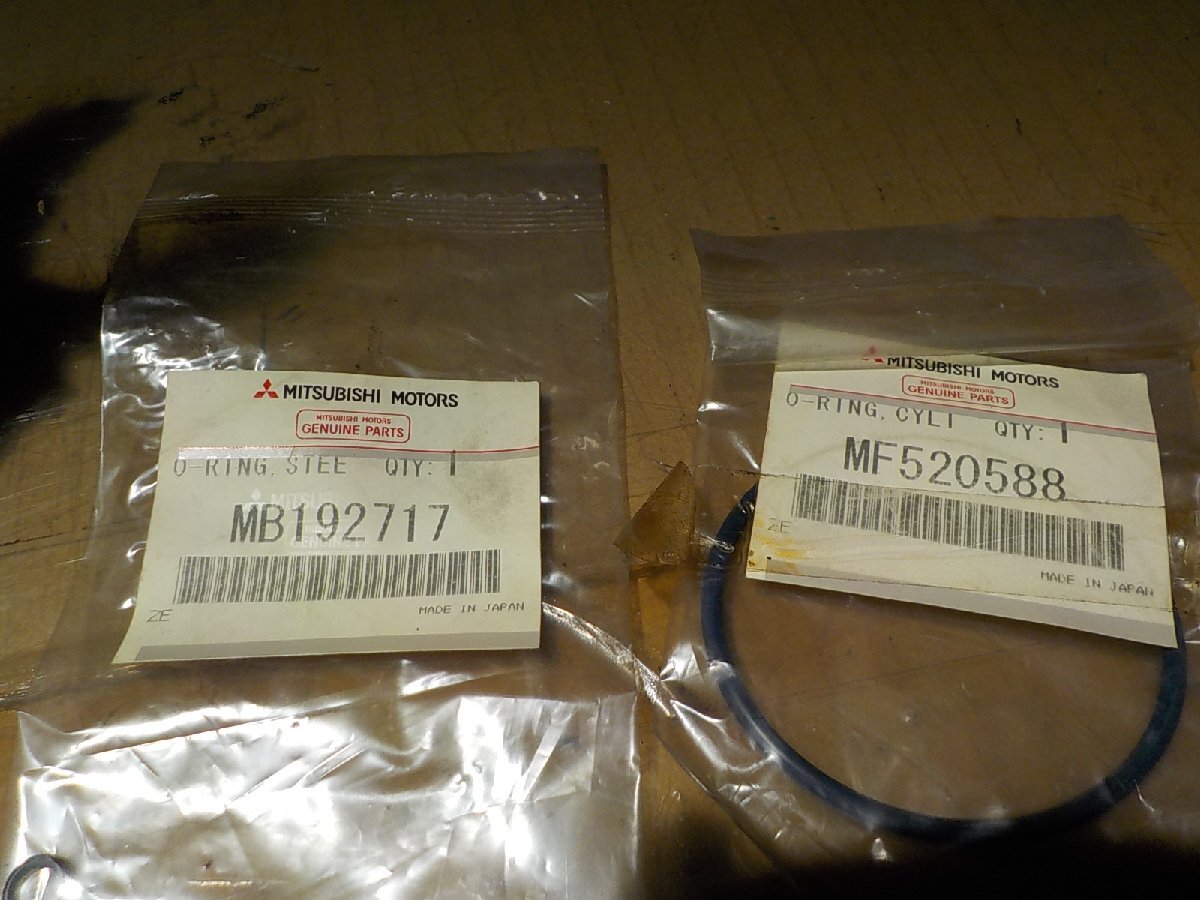 MITSUBISHI MOTORS
MITSUBISHI MOTORS
GENUINE PARTS
O-RING, STEE QTY: 1
MB192717
ZE
MADE IN JAPAN
MITSUBISHI MOTORS
MITSUBISHI MOTORS
GENUINE PARTS
O-RING, CYLI QTY: 1
MF520588
ZE
MADE IN JAPAN